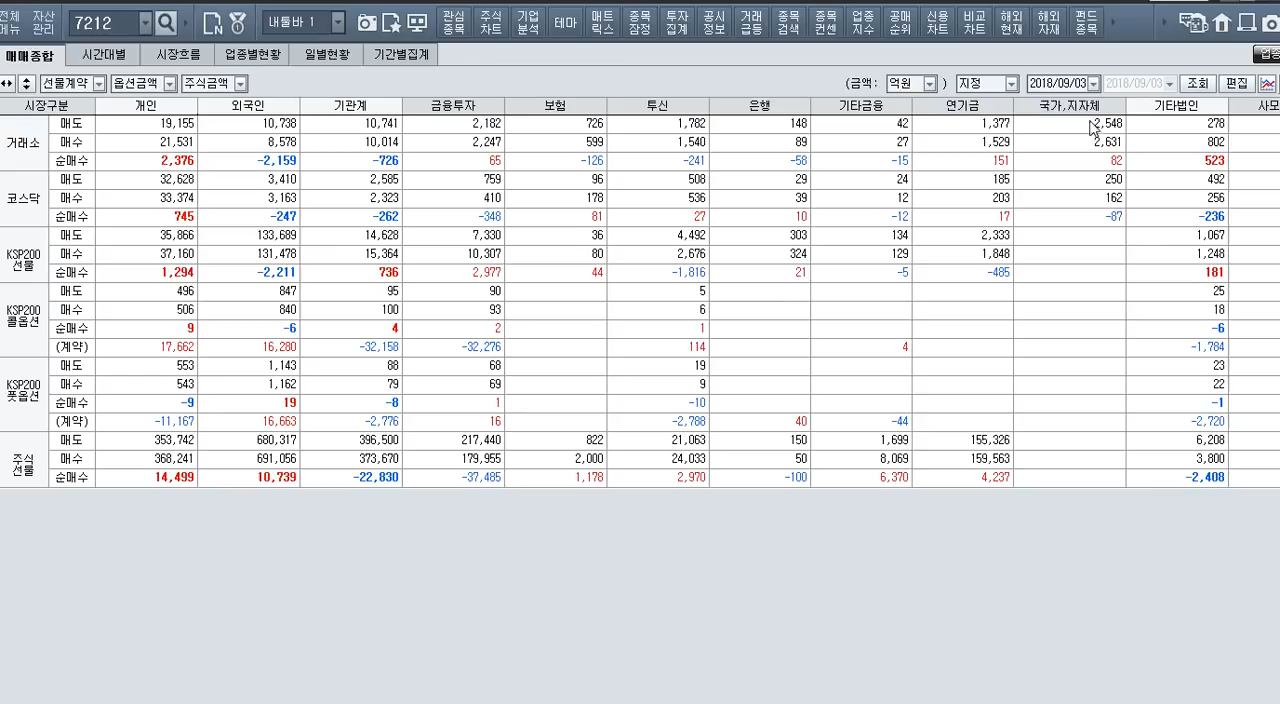 전체 자산 7212 내툴바 1 관심 주식 기업 테마 매트 종목 투자 공시 거래 종목 종목 업종 공매 신용 비교 해외 해외 펀드
메뉴 관리 종목 차트 분석 릭스 잠정 집계 정보 급등 검색 컨센 지수 순위 차트 차트 현재 자재 종목
매매종합 시간대별 시장흐름 업종별현황 일별현황 기간별집계 업종
선물계약 옵션금액 주식금액 (금액: 억원 ) 지정 2018/09/03 2018/09/03 조회 편집
시장구분 개인 외국인 기관계 금융투자 보험 투신 은행 기타금융 연기금 국가,지자체 기타법인 사모
거래소 매도 19,155 10,738 10,741 2,182 726 1,782 148 42 1,377 2,548 278
매수 21,531 8,578 10,014 2,247 599 1,540 89 27 1,529 2,631 802
순매수 2,376 -2,159 -726 65 -126 -241 -58 -15 151 82 523
코스닥 매도 32,628 3,410 2,585 759 96 508 29 24 185 250 492
매수 33,374 3,163 2,323 410 178 536 39 12 203 162 256
순매수 745 -247 -262 -348 81 27 10 -12 17 -87 -236
KSP200 선물 매도 35,866 133,689 14,628 7,330 36 4,492 303 134 2,333 1,067
매수 37,160 131,478 15,364 10,307 80 2,676 324 129 1,848 1,248
순매수 1,294 -2,211 736 2,977 44 -1,816 21 -5 -485 181
KSP200 콜옵션 매도 496 847 95 90 5 25
매수 506 840 100 93 6 18
순매수 9 -6 4 2 1 -6
(계약) 17,662 16,280 -32,158 -32,276 114 4 -1,784
KSP200 풋옵션 매도 553 1,143 88 68 19 23
매수 543 1,162 79 69 9 22
순매수 -9 19 -8 1 -10 -1
(계약) -11,167 16,663 -2,776 16 -2,788 40 -44 -2,720
주식 선물 매도 353,742 680,317 396,500 217,440 822 21,063 150 1,699 155,326 6,208
매수 368,241 691,056 373,670 179,955 2,000 24,033 50 8,069 159,563 3,800
순매수 14,499 10,739 -22,830 -37,485 1,178 2,970 -100 6,370 4,237 -2,408